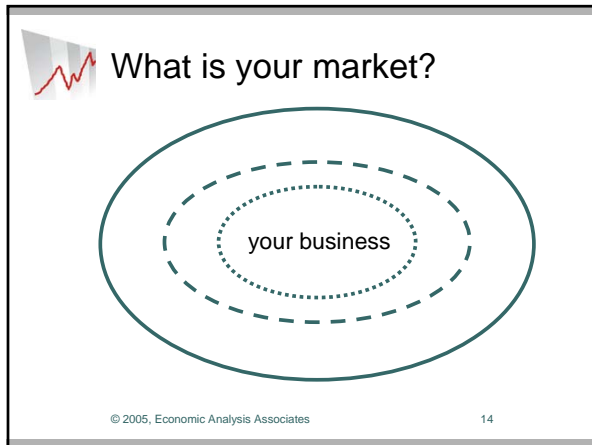 What is your market?
your business
© 2005, Economic Analysis Associates 14